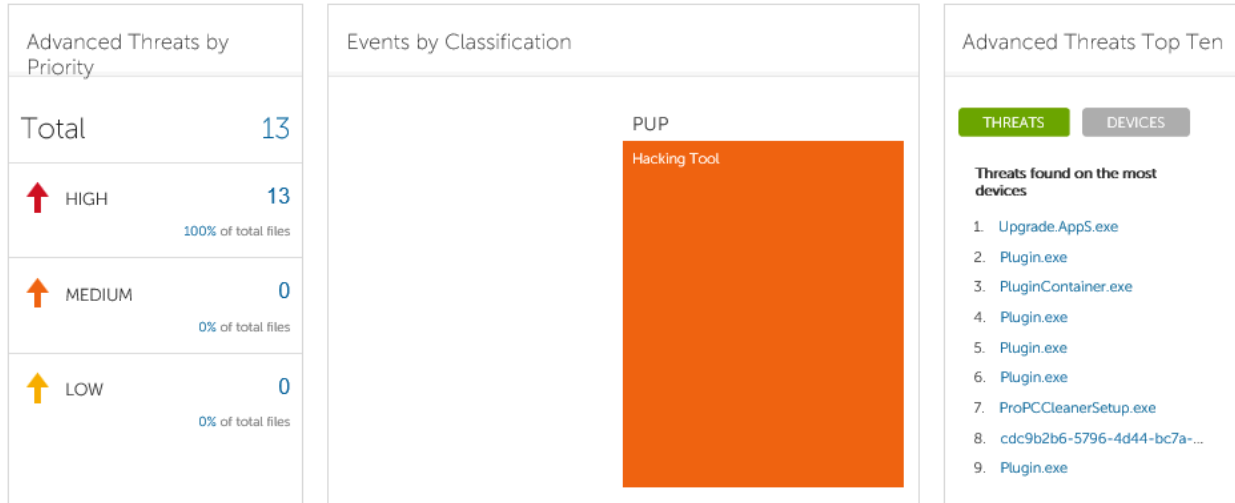 Advanced Threats by
Priority
Total 13
HIGH 13
100% of total files
MEDIUM 0
0% of total files
LOW 0
0% of total files
Events by Classification
PUP
Hacking Tool
Advanced Threats Top Ten
THREATS DEVICES
Threats found on the most
devices
1. Upgrade.AppS.exe
2. Plugin.exe
3. PluginContainer.exe
4. Plugin.exe
5. Plugin.exe
6. Plugin.exe
7. ProPCCleanerSetup.exe
8. cdc9b2b6-5796-4d44-bc7a-...
9. Plugin.exe